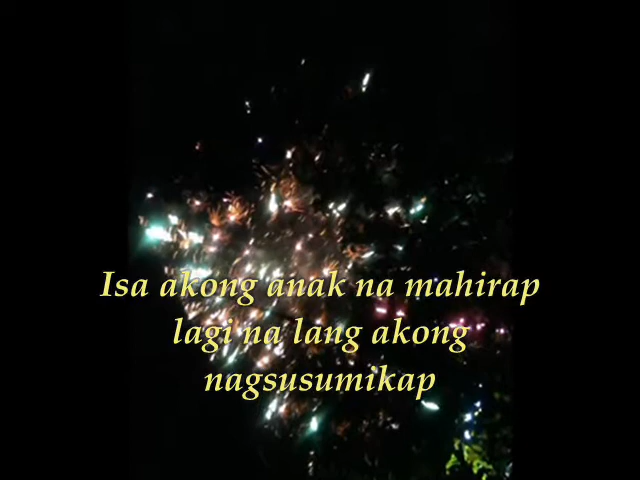 Isa akong anak na mahirap
lagi na lang akong
nagsusumikap